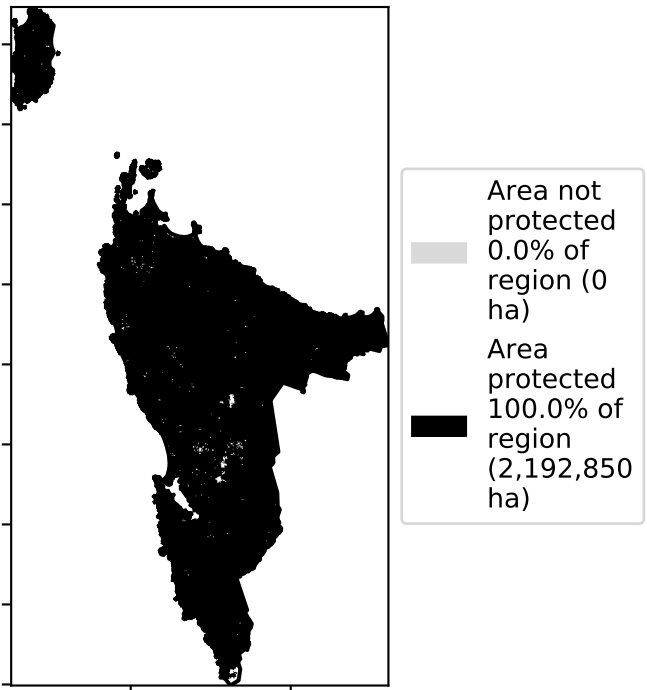 Area not
protected
0.0% of
region (0
ha)
Area
protected
100.0% of
region
(2,192,850
ha)